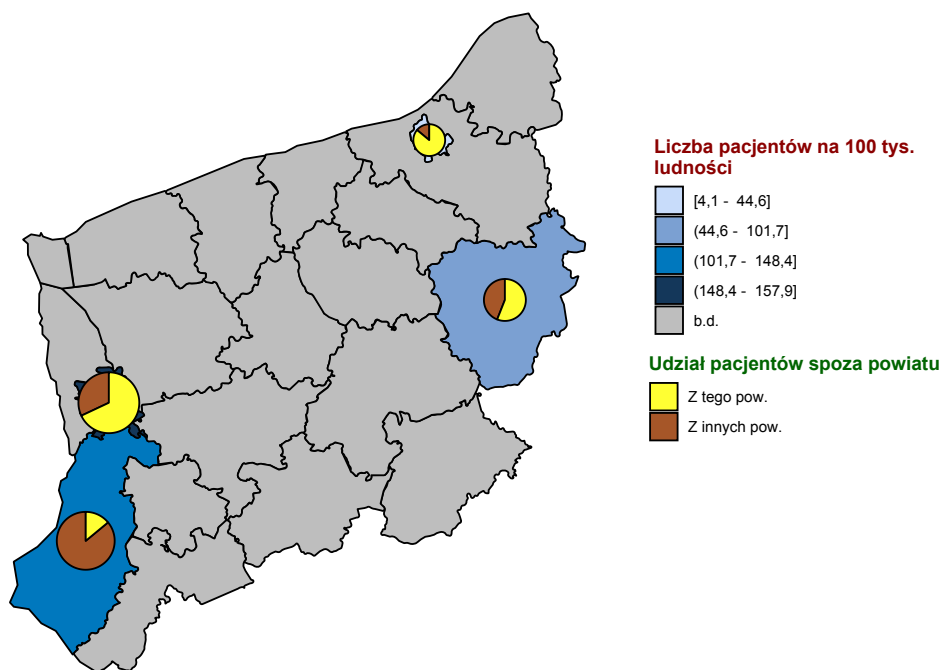 Liczba pacjentów na 100 tys.
ludności
[4,1 - 44,6]
(44,6 - 101,7]
(101,7 - 148,4]
(148,4 - 157,9]
b.d.
Udział pacjentów spoza powiatu
Z tego pow.
Z innych pow.